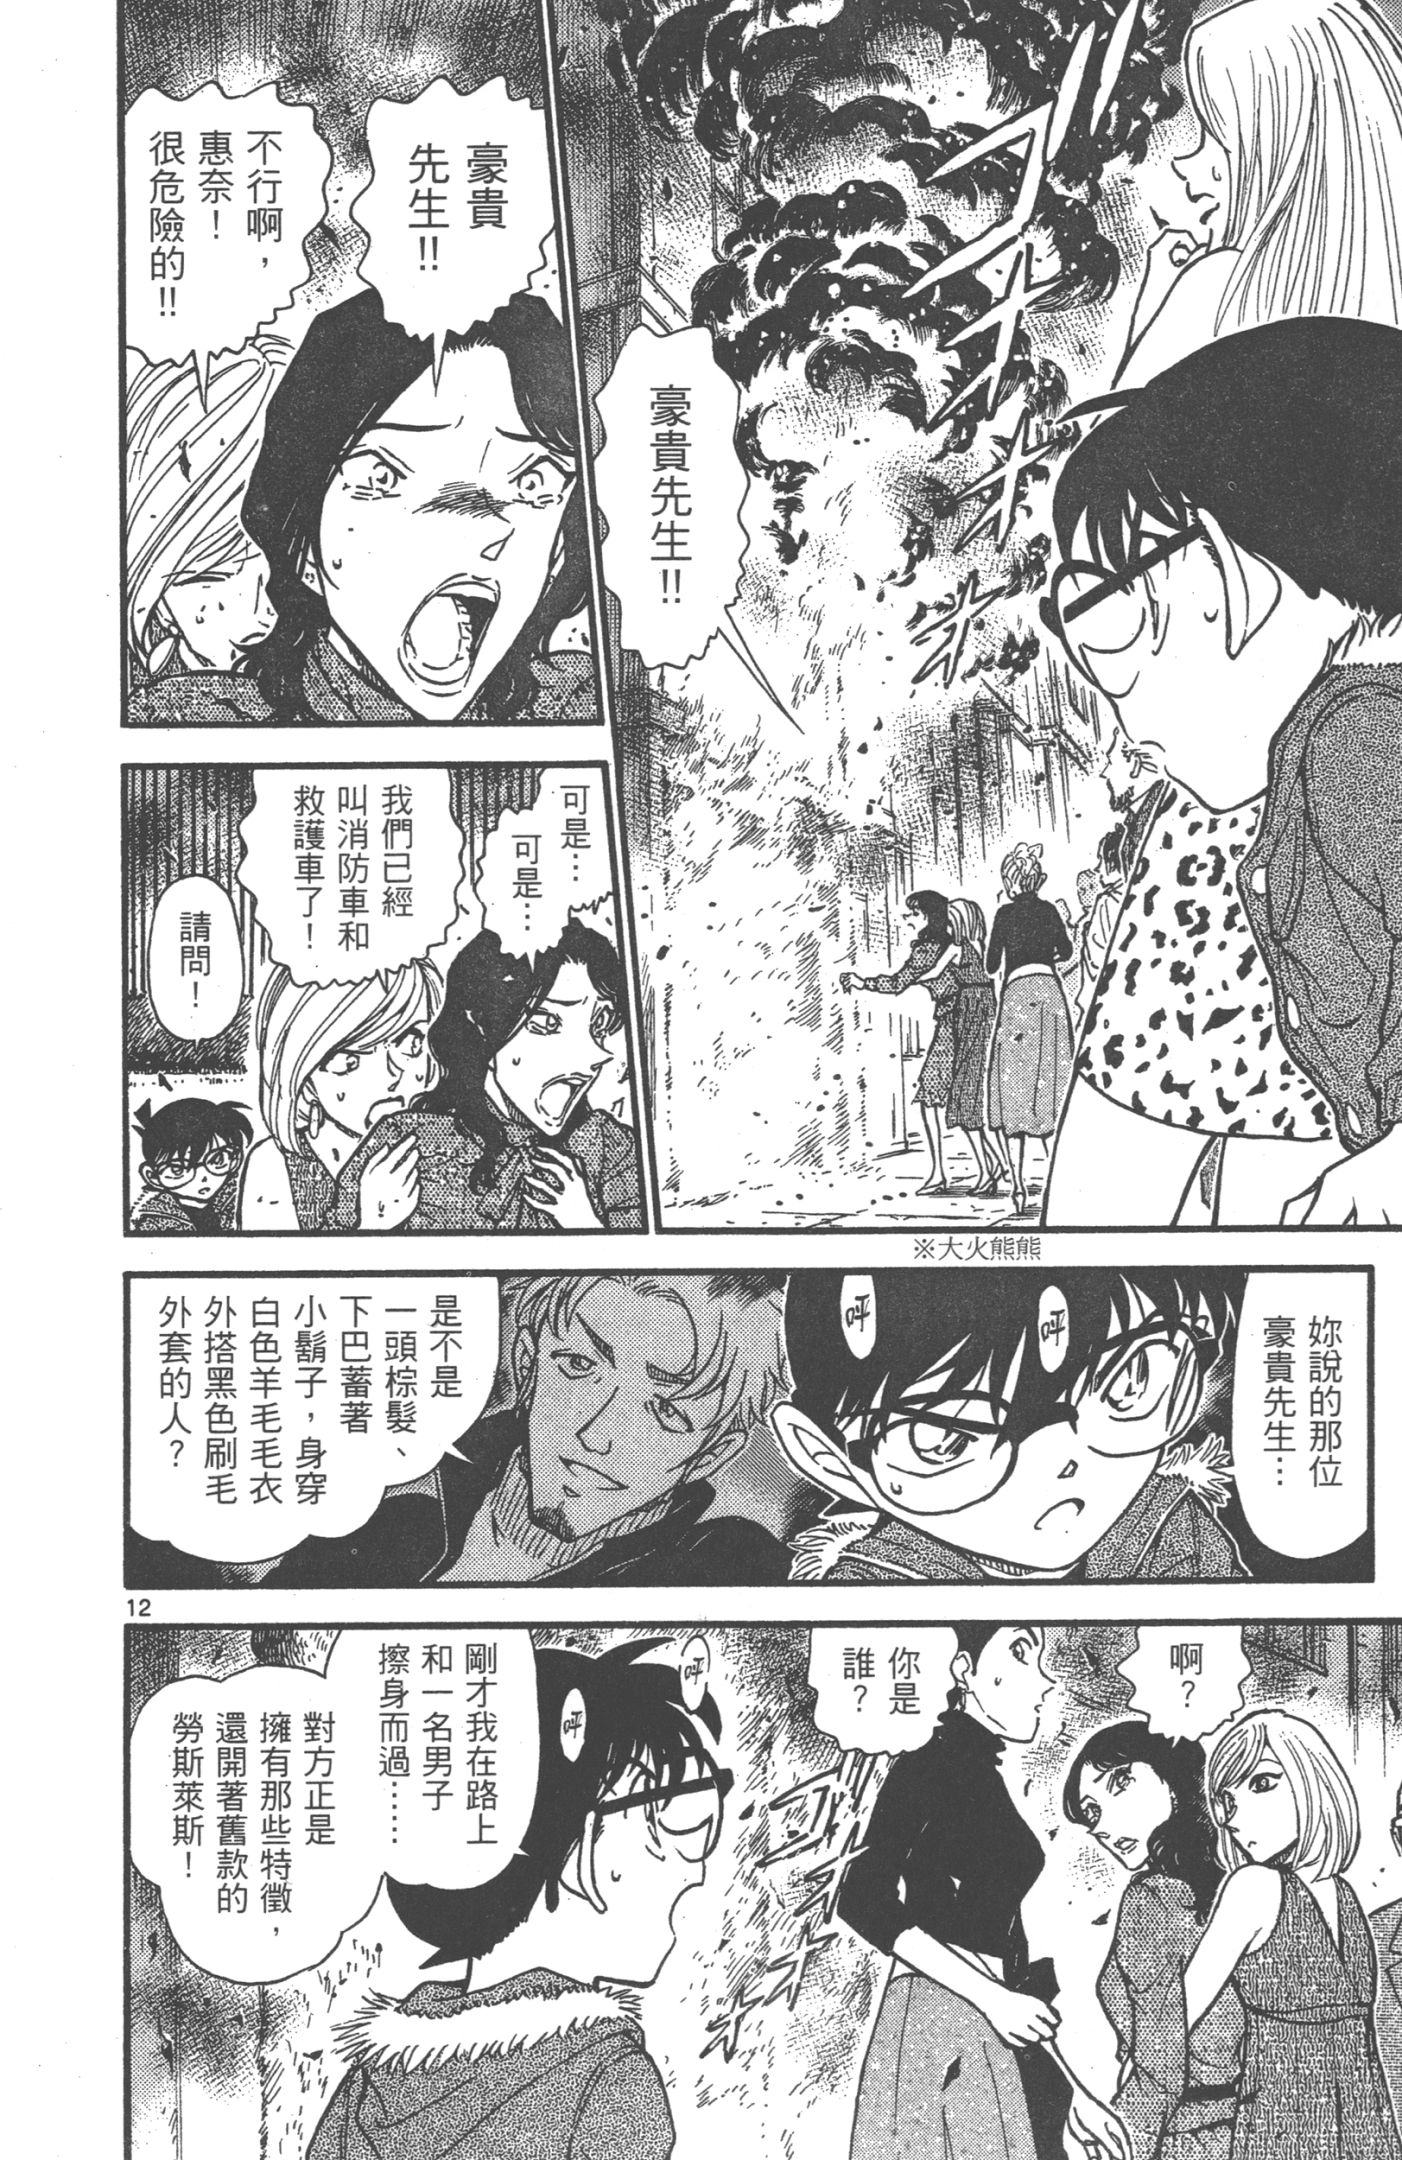 豪貴先生!!
豪貴
先生!!
不行啊，
惠奈！
很危險的!!
※大火熊熊
可是…
可是…
我們已經
叫消防車和
救護車了！
請問！
妳說的那位
豪貴先生…
呼
呼
是不是
一頭棕髮、
下巴蓄著
小鬍子，身穿
白色羊毛毛衣
外搭黑色刷毛
外套的人？
啊？
你是
誰？
呼
呼
剛才我在路上
和一名男子
擦身而過……
對方正是
擁有那些特徵，
還開著舊款的
勞斯萊斯！
12